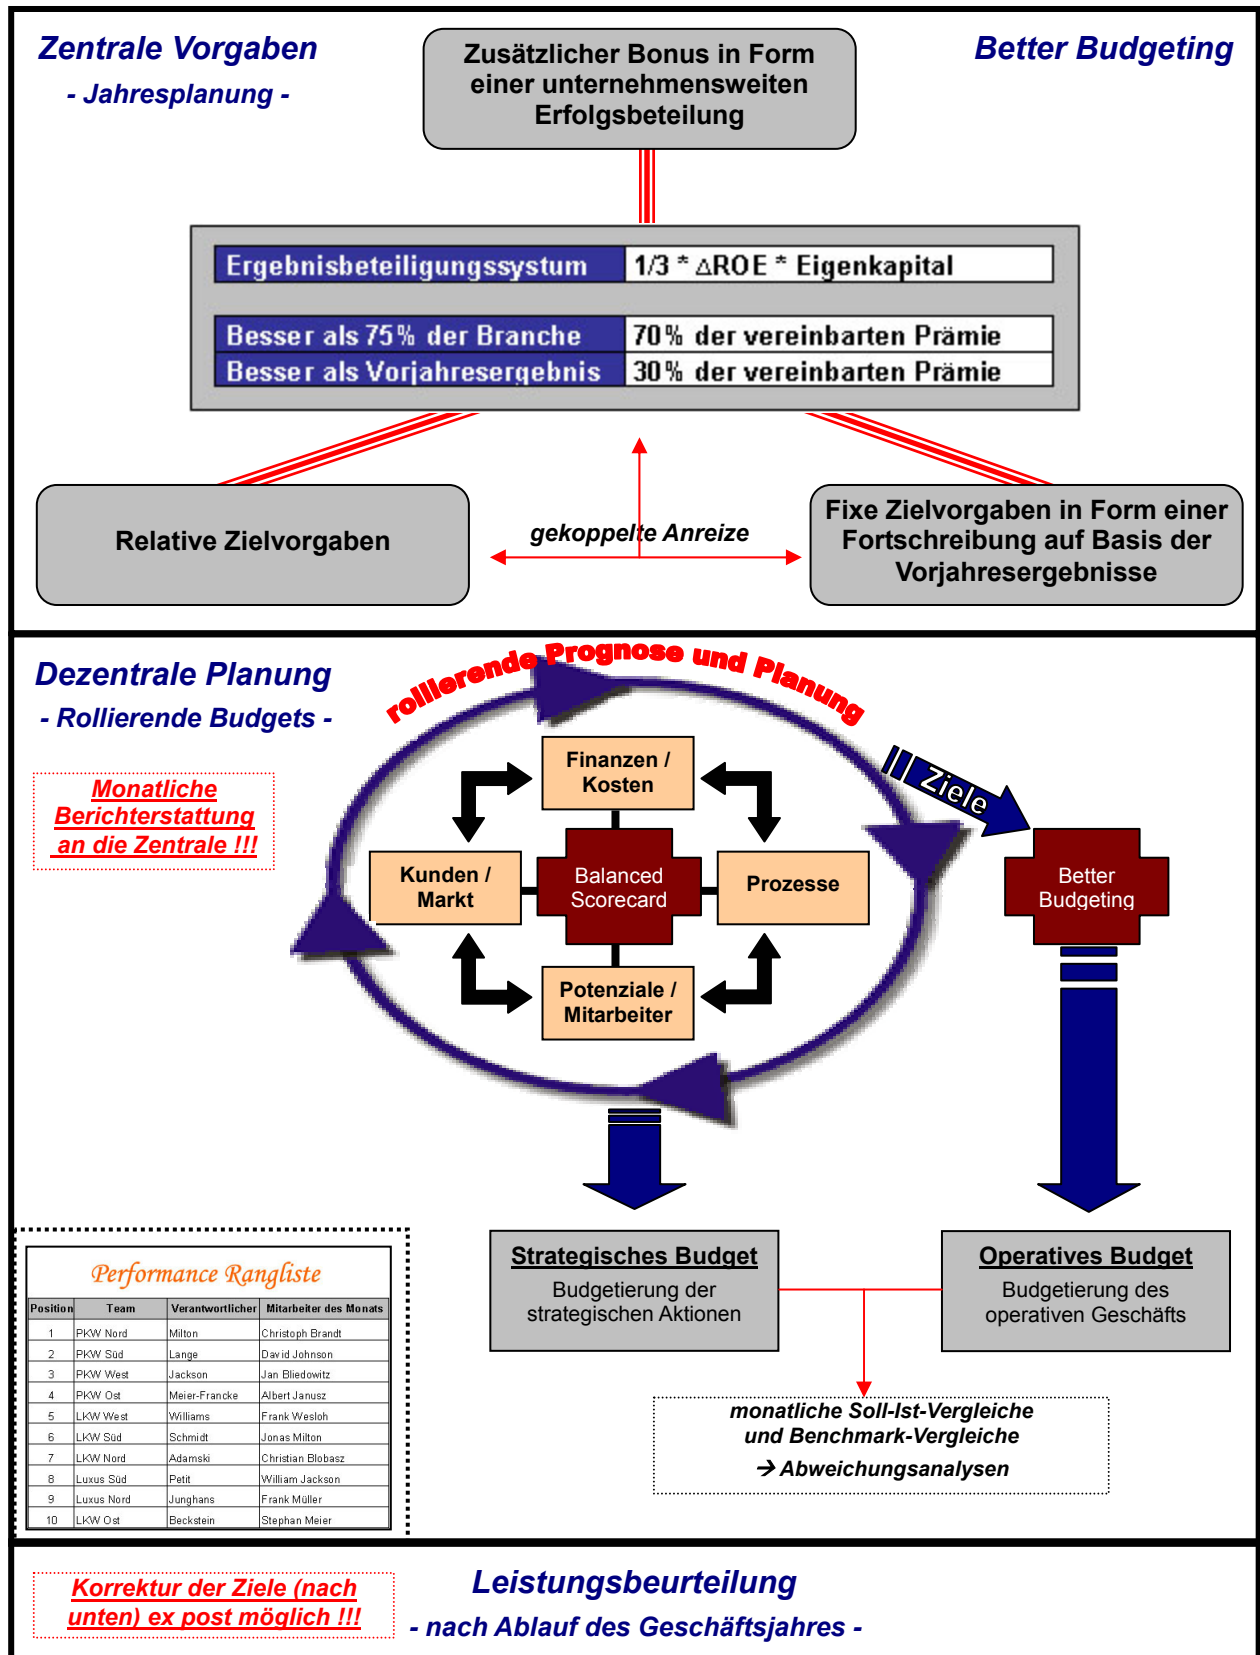 Zentrale Vorgaben
- Jahresplanung -
Zusätzlicher Bonus in Form
einer unternehmensweiten
Erfolgsbeteilung
Better Budgeting
Ergebnisbeteiligungssystum 1/3 * ΔROE * Eigenkapital
Besser als 75% der Branche 70% der vereinbarten Prämie
Besser als Vorjahresergebnis 30% der vereinbarten Prämie
Relative Zielvorgaben
gekoppelte Anreize
Fixe Zielvorgaben in Form einer
Fortschreibung auf Basis der
Vorjahresergebnisse
Dezentrale Planung
- Rollierende Budgets -
rollierende Prognose und Planung
Monatliche
Berichterstattung
an die Zentrale !!!
Finanzen /
Kosten
Kunden /
Markt
Balanced
Scorecard
Prozesse
Potenziale /
Mitarbeiter
Ziele
Better
Budgeting
Strategisches Budget
Budgetierung der
strategischen Aktionen
Operatives Budget
Budgetierung des
operativen Geschäfts
monatliche Soll-Ist-Vergleiche
und Benchmark-Vergleiche
→ Abweichungsanalysen
Performance Rangliste
Position Team Verantwortlicher Mitarbeiter des Monats
1 PKW Nord Milton Christoph Brandt
2 PKW Süd Lange David Johnson
3 PKW West Jackson Jan Bliedowitz
4 PKW Ost Meier-Francke Albert Janusz
5 LKW West Williams Frank Wesloh
6 LKW Süd Schmidt Jonas Milton
7 LKW Nord Adamski Christian Blobasz
8 Luxus Süd Petit William Jackson
9 Luxus Nord Junghans Frank Müller
10 LKW Ost Beckstein Stephan Meier
Korrektur der Ziele (nach
unten) ex post möglich !!!
Leistungsbeurteilung
- nach Ablauf des Geschäftsjahres -